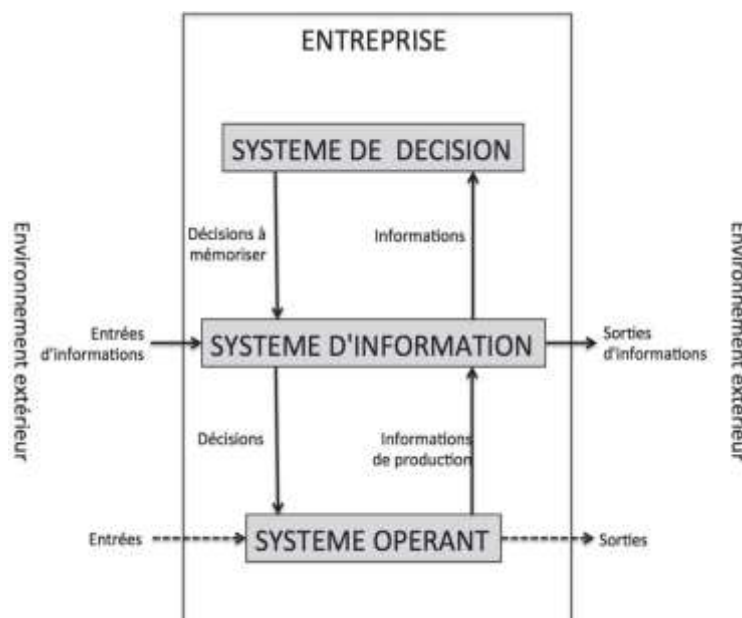 ENTREPRISE
SYSTEME DE DECISION
Décisions à
mémoriser
Informations
Environnement extérieur
Environnement extérieur
Entrées
d'informations
SYSTEME D'INFORMATION
Sorties
d'informations
Décisions
Informations
de production
Entrées
SYSTEME OPERANT
Sorties